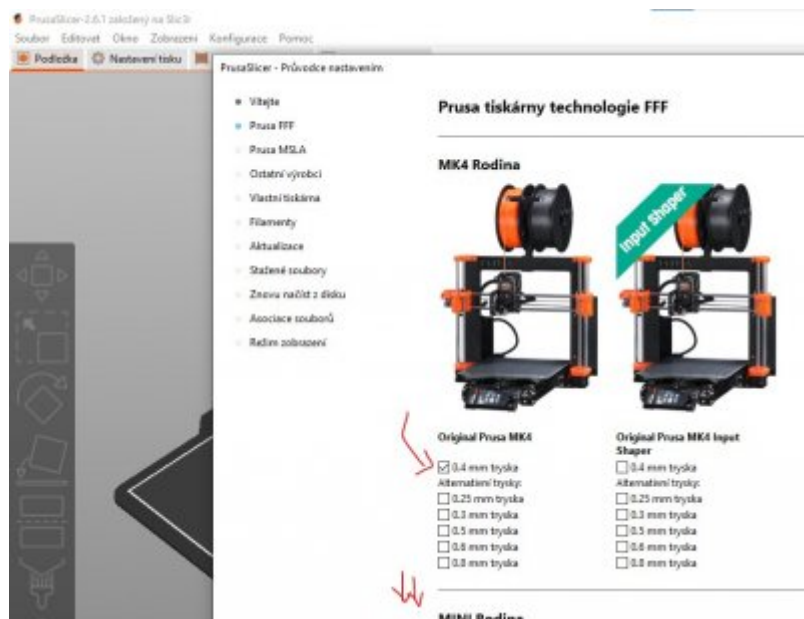 PrusaSlicer-2.6.1 založený na Slic3r
Soubor Editovat Okno Zobrazení Konfigurace Pomoc
Podložka Nastavení tisku
PrusaSlicer - Průvodce nastavením
Vítejte
Prusa FFF
Prusa MSLA
Ostatní výrobci
Vlastní tiskárna
Filamenty
Aktualizace
Stažené soubory
Znovu načíst z disku
Asociace souborů
Režim zobrazení
Prusa tiskárny technologie FFF
MK4 Rodina
Input Shaper
Original Prusa MK4
0.4 mm tryska
Alternativní trysky:
0.25 mm tryska
0.3 mm tryska
0.5 mm tryska
0.6 mm tryska
0.8 mm tryska
Original Prusa MK4 Input
Shaper
0.4 mm tryska
Alternativní trysky:
0.25 mm tryska
0.3 mm tryska
0.5 mm tryska
0.6 mm tryska
0.8 mm tryska
MINI Rodina